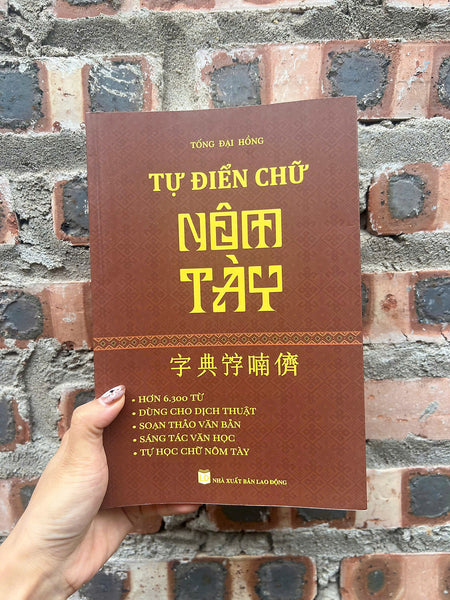 TỐNG ĐẠI HỒNG
TỰ ĐIỂN CHỮ
NÔM
TÀY
字典𡨸喃儕
• HƠN 6.300 TỪ
• DÙNG CHO DỊCH THUẬT
• SOẠN THẢO VĂN BẢN
• SÁNG TÁC VĂN HỌC
• TỰ HỌC CHỮ NÔM TÀY
NHÀ XUẤT BẢN LAO ĐỘNG